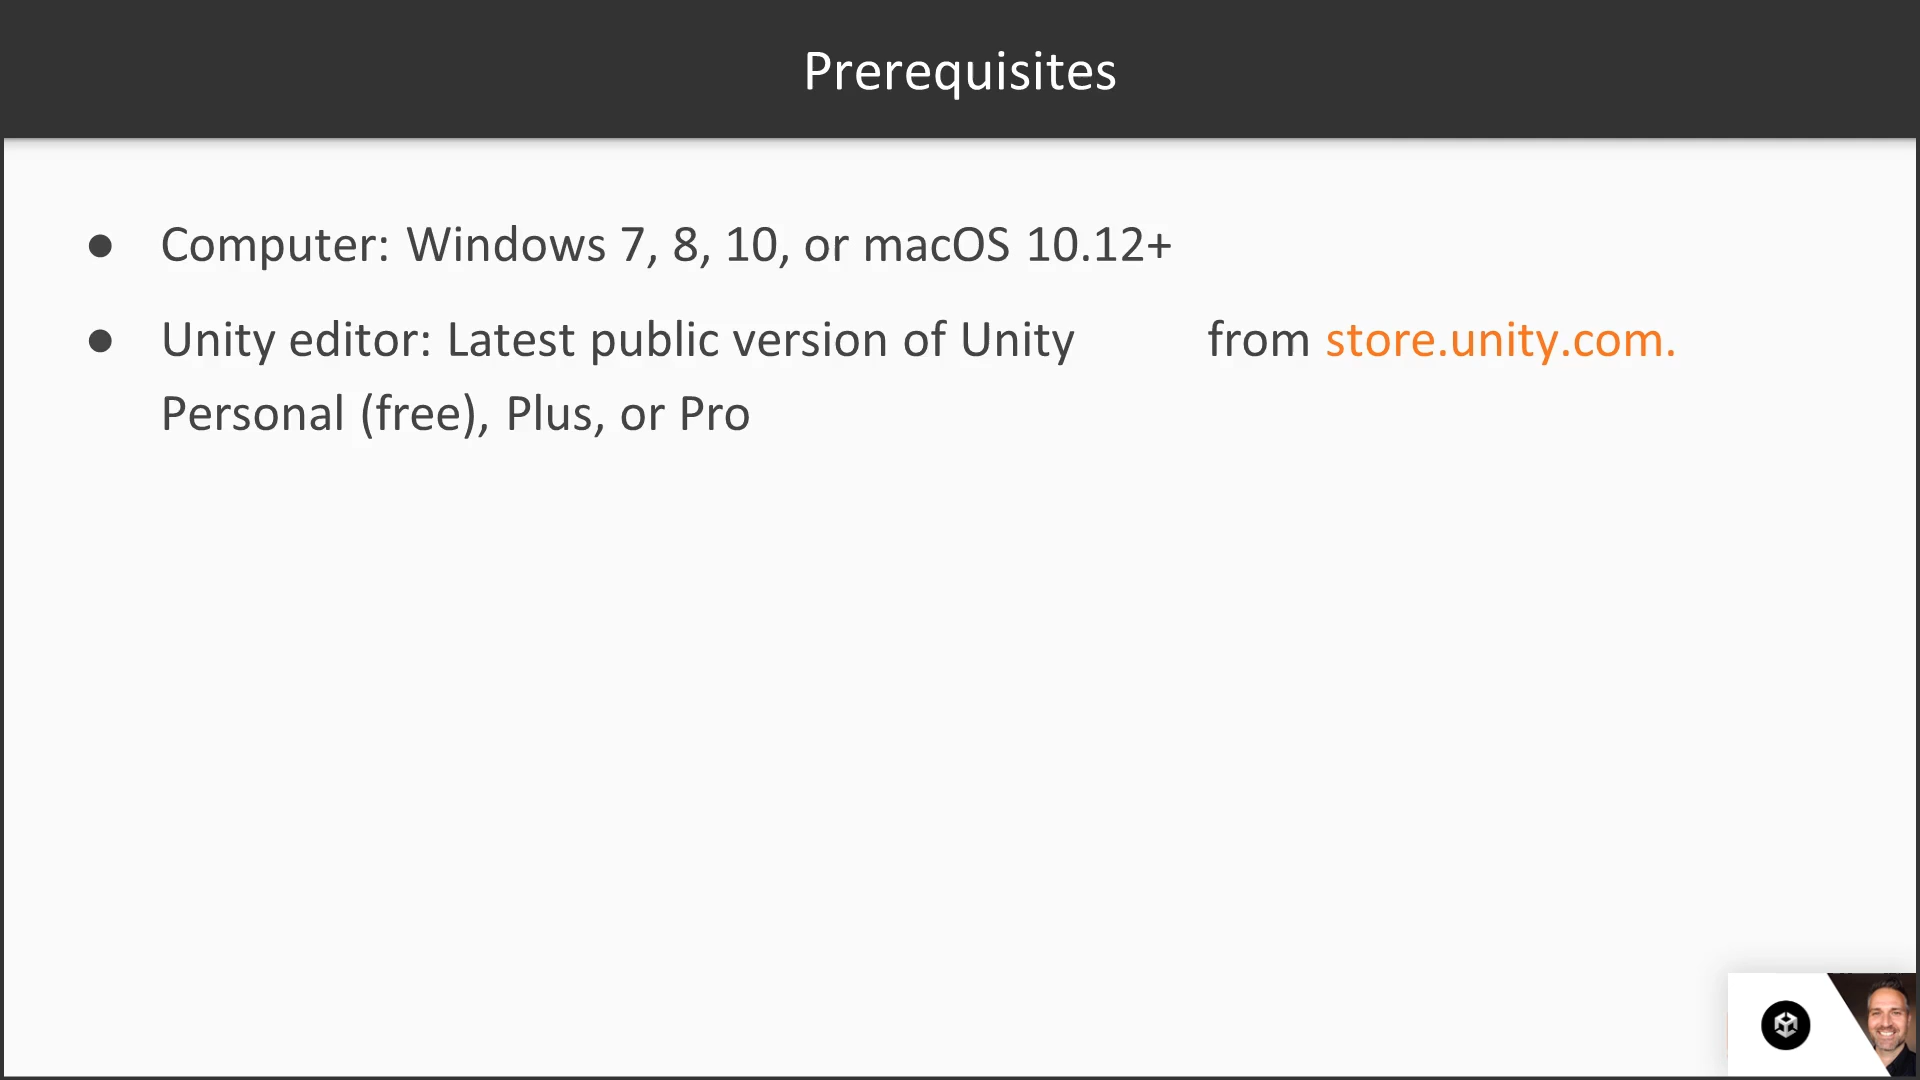 Prerequisites
● Computer: Windows 7, 8, 10, or macOS 10.12+
● Unity editor: Latest public version of Unity from store.unity.com.
Personal (free), Plus, or Pro